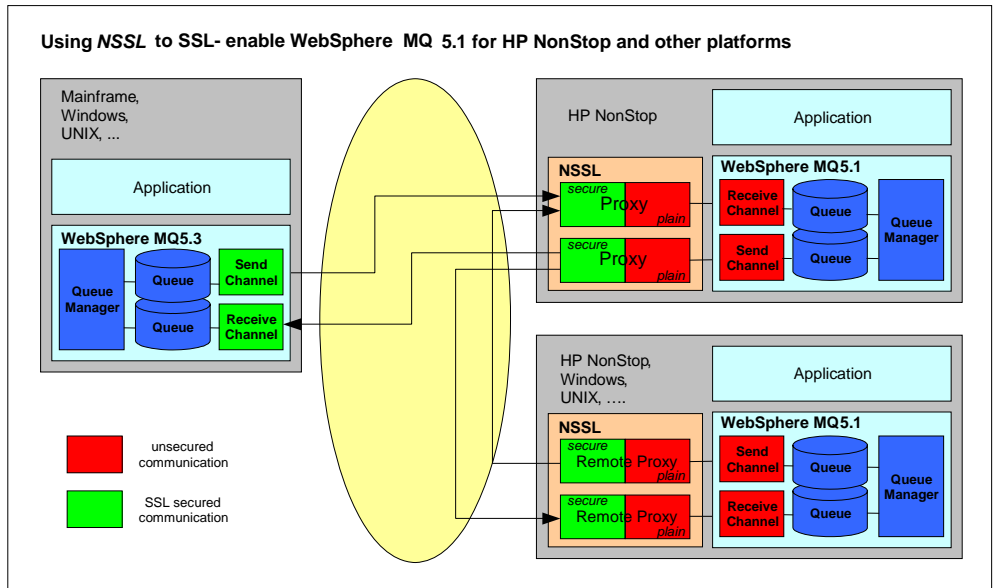 Using NSSL to SSL- enable WebSphere MQ 5.1 for HP NonStop and other platforms
Mainframe,
Windows,
UNIX, ...
Application
WebSphere MQ5.3
Queue
Manager
Queue
Queue
Send
Channel
Receive
Channel
HP NonStop
Application
NSSL
secure
Proxy
plain
secure
Proxy
plain
WebSphere MQ5.1
Receive
Channel
Send
Channel
Queue
Queue
Queue
Manager
HP NonStop,
Windows,
UNIX, ....
Application
NSSL
secure
Remote Proxy
plain
secure
Remote Proxy
plain
WebSphere MQ5.1
Send
Channel
Receive
Channel
Queue
Queue
Queue
Manager
unsecured
communication
SSL secured
communication